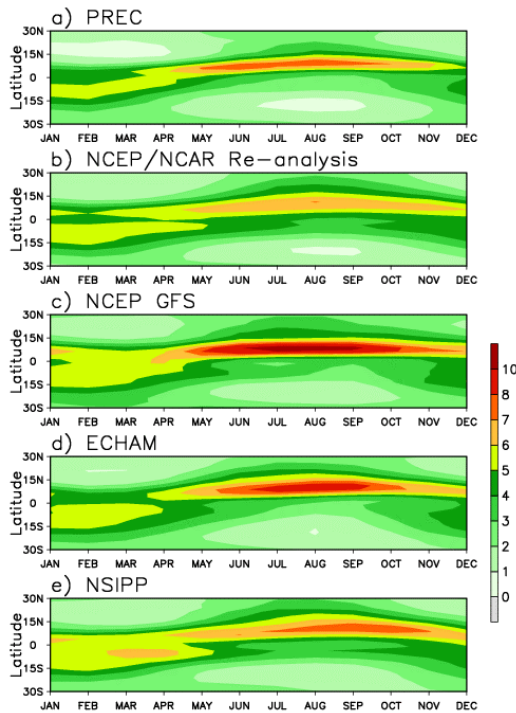 a) PREC
30N
15N
0
15S
30S
Latitude
JAN FEB MAR APR MAY JUN JUL AUG SEP OCT NOV DEC
b) NCEP/NCAR Re-analysis
30N
15N
0
15S
30S
Latitude
JAN FEB MAR APR MAY JUN JUL AUG SEP OCT NOV DEC
c) NCEP GFS
30N
15N
0
15S
30S
Latitude
JAN FEB MAR APR MAY JUN JUL AUG SEP OCT NOV DEC
d) ECHAM
30N
15N
0
15S
30S
Latitude
JAN FEB MAR APR MAY JUN JUL AUG SEP OCT NOV DEC
e) NSIPP
30N
15N
0
15S
30S
Latitude
JAN FEB MAR APR MAY JUN JUL AUG SEP OCT NOV DEC
10
9
8
7
6
5
4
3
2
1
0